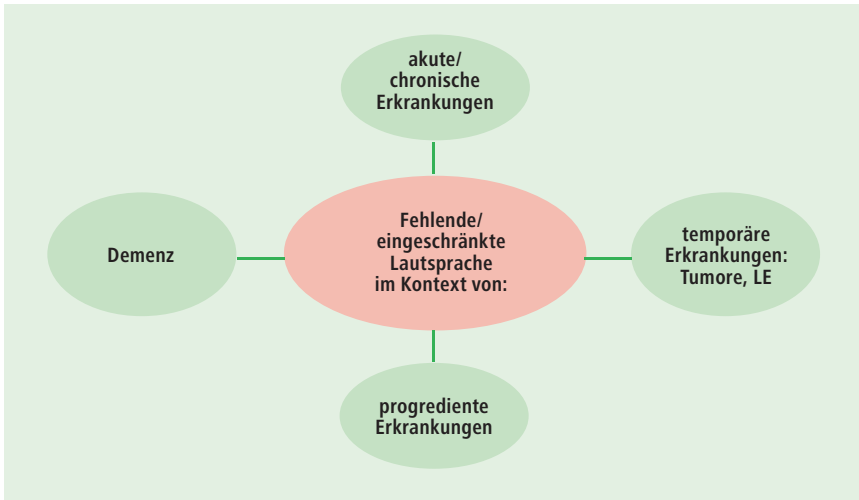 akute/
chronische
Erkrankungen
Demenz
Fehlende/
eingeschränkte
Lautsprache
im Kontext von:
temporäre
Erkrankungen:
Tumore, LE
progrediente
Erkrankungen